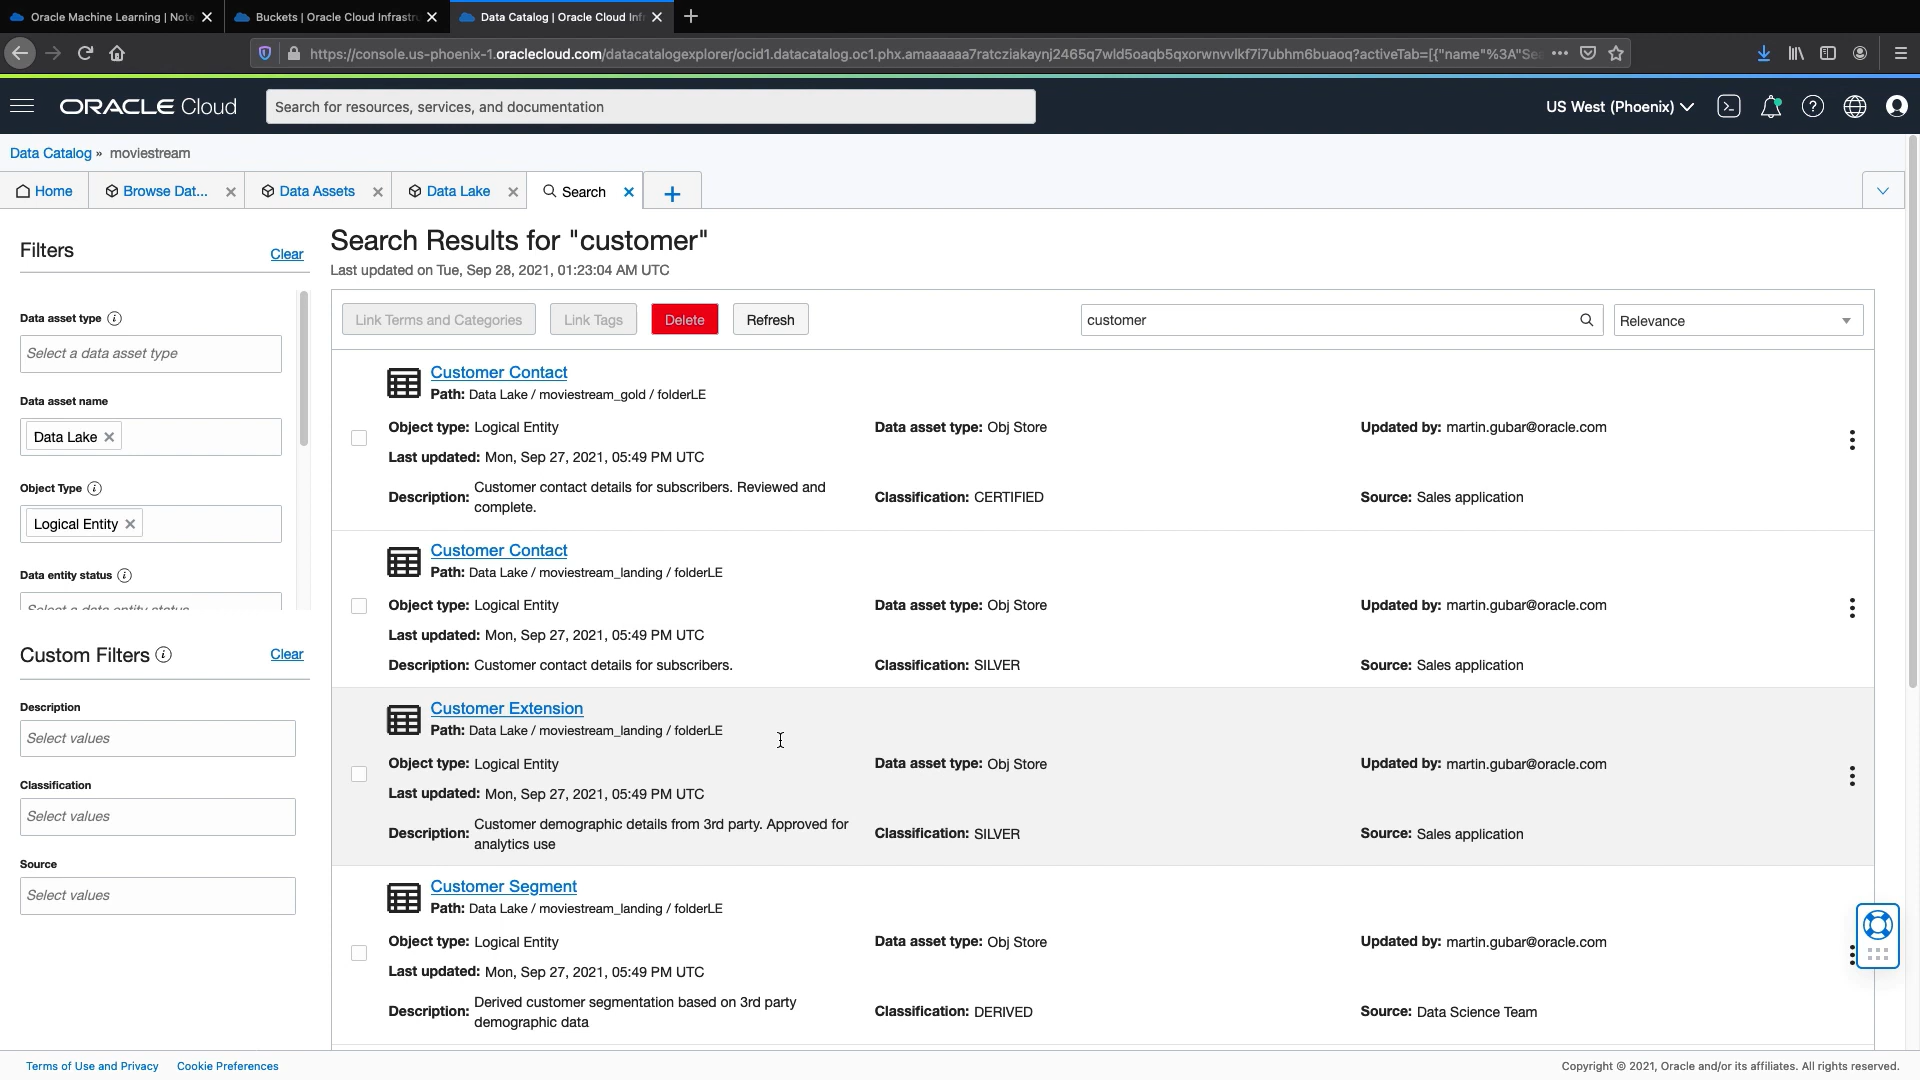 Oracle Machine Learning | Note
Buckets | Oracle Cloud Infrastru
Data Catalog | Oracle Cloud Infr
https://console.us-phoenix-1.oraclecloud.com/datacatalogexplorer/ocid1.datacatalog.oc1.phx.amaaaaaa7ratcziakaynj2465q7wld5oaqb5qxorwnvvlkf7i7ubhm6buaoq?activeTab=[{"name"%3A"Sea
ORACLE Cloud
Search for resources, services, and documentation
US West (Phoenix)
Data Catalog » moviestream
Home
Browse Dat...
Data Assets
Data Lake
Search
Filters
Clear
Data asset type
Select a data asset type
Data asset name
Data Lake
Object Type
Logical Entity
Data entity status
Select a data entity status
Custom Filters
Clear
Description
Select values
Classification
Select values
Source
Select values
Search Results for "customer"
Last updated on Tue, Sep 28, 2021, 01:23:04 AM UTC
Link Terms and Categories
Link Tags
Delete
Refresh
customer
Relevance
Customer Contact
Path: Data Lake / moviestream_gold / folderLE
Object type: Logical Entity
Data asset type: Obj Store
Updated by: martin.gubar@oracle.com
Last updated: Mon, Sep 27, 2021, 05:49 PM UTC
Description: Customer contact details for subscribers. Reviewed and
complete.
Classification: CERTIFIED
Source: Sales application
Customer Contact
Path: Data Lake / moviestream_landing / folderLE
Object type: Logical Entity
Data asset type: Obj Store
Updated by: martin.gubar@oracle.com
Last updated: Mon, Sep 27, 2021, 05:49 PM UTC
Description: Customer contact details for subscribers.
Classification: SILVER
Source: Sales application
Customer Extension
Path: Data Lake / moviestream_landing / folderLE
Object type: Logical Entity
Data asset type: Obj Store
Updated by: martin.gubar@oracle.com
Last updated: Mon, Sep 27, 2021, 05:49 PM UTC
Description: Customer demographic details from 3rd party. Approved for
analytics use
Classification: SILVER
Source: Sales application
Customer Segment
Path: Data Lake / moviestream_landing / folderLE
Object type: Logical Entity
Data asset type: Obj Store
Updated by: martin.gubar@oracle.com
Last updated: Mon, Sep 27, 2021, 05:49 PM UTC
Description: Derived customer segmentation based on 3rd party
demographic data
Classification: DERIVED
Source: Data Science Team
Terms of Use and Privacy
Cookie Preferences
Copyright © 2021, Oracle and/or its affiliates. All rights reserved.